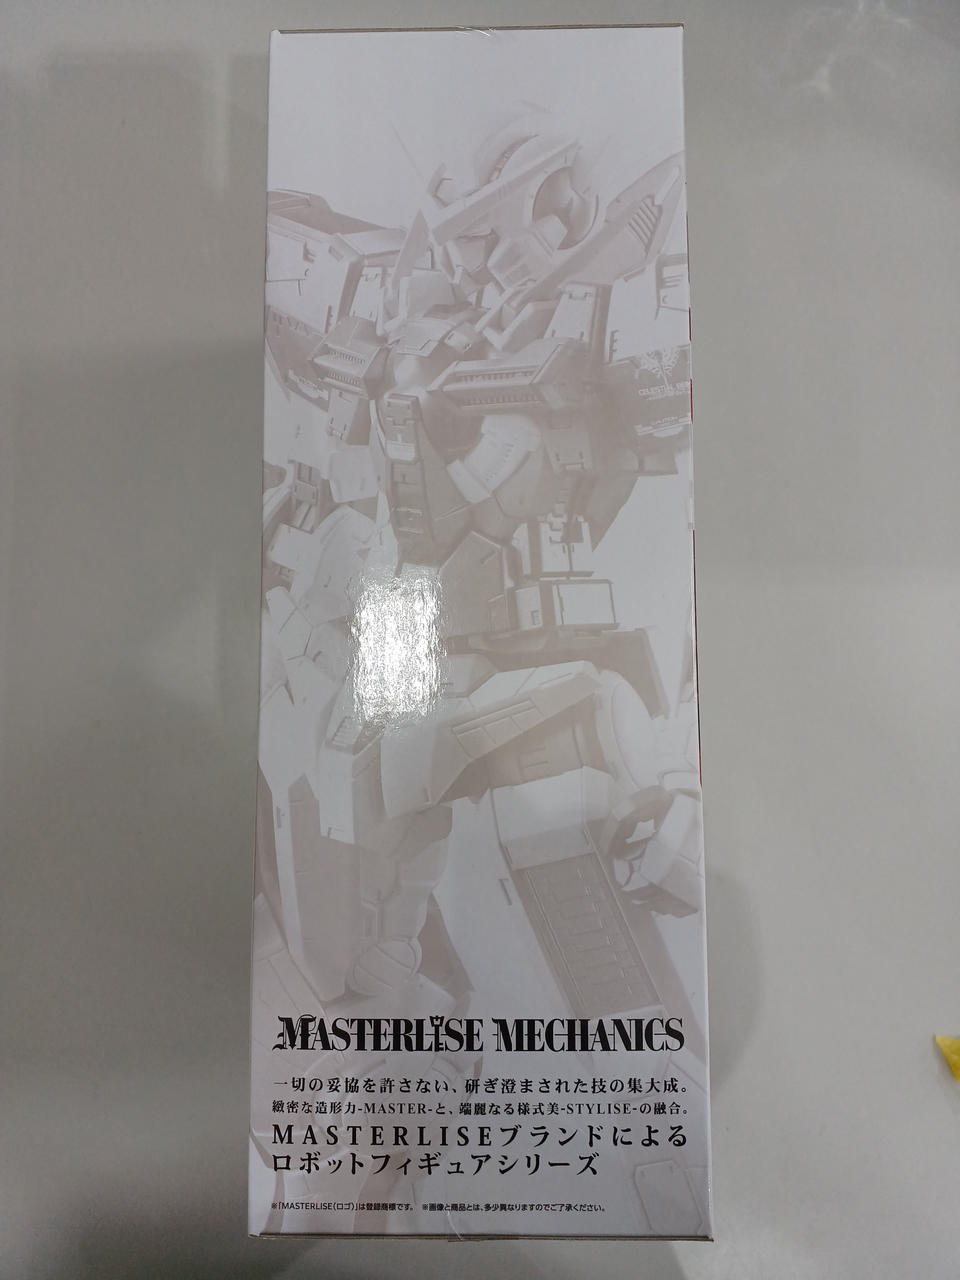 CELESTIAL BEING
CAUTION
MASTERLISE MECHANICS
一切の妥協を許さない、研ぎ澄まされた技の集大成。
緻密な造形力-MASTER-と、端麗なる様式美-STYLISE-の融合。
MASTERLISEブランドによる
ロボットフィギュアシリーズ
※「MASTERLISE(ロゴ)」は登録商標です。 ※画像と商品とは、多少異なりますのでご了承ください。